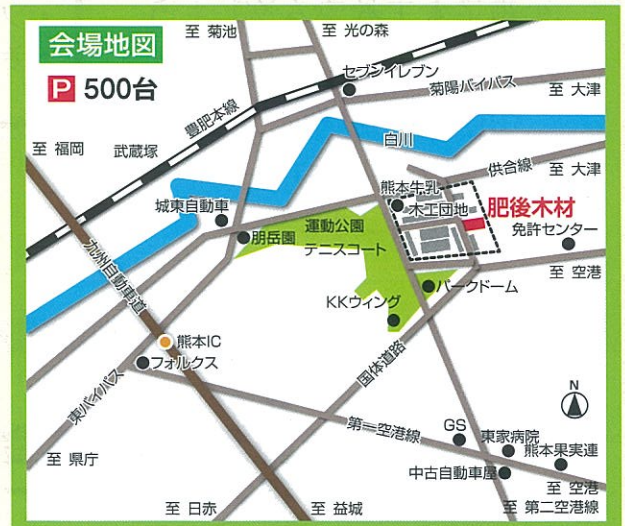 会場地図
P 500台
至 菊池
至 光の森
セブンイレブン
菊陽バイパス
至 大津
豊肥本線
至 福岡
武蔵塚
白川
供合線
至 大津
熊本牛乳
木工団地
肥後木材
免許センター
城東自動車
運動公園
テニスコート
朋岳園
至 空港
パークドーム
KKウィング
九州自動車道
熊本IC
フォルクス
国体道路
東バイパス
第一空港線
N
GS
東家病院
熊本果実連
中古自動車屋
至 県庁
至 空港
至 日赤
至 益城
至 第二空港線